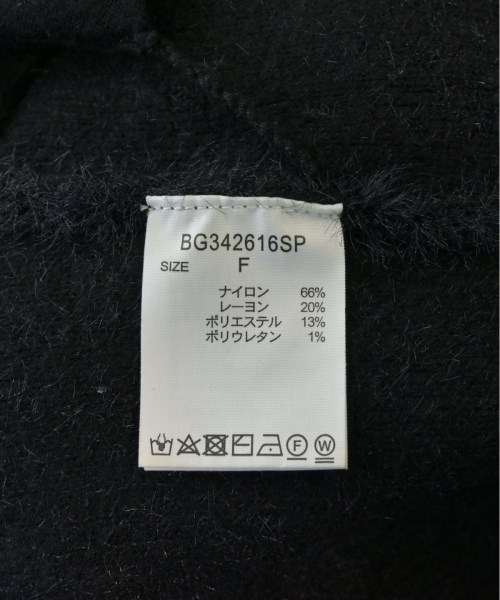 BG342616SP
SIZE F
ナイロン 66%
レーヨン 20%
ポリエステル 13%
ポリウレタン 1%
F W